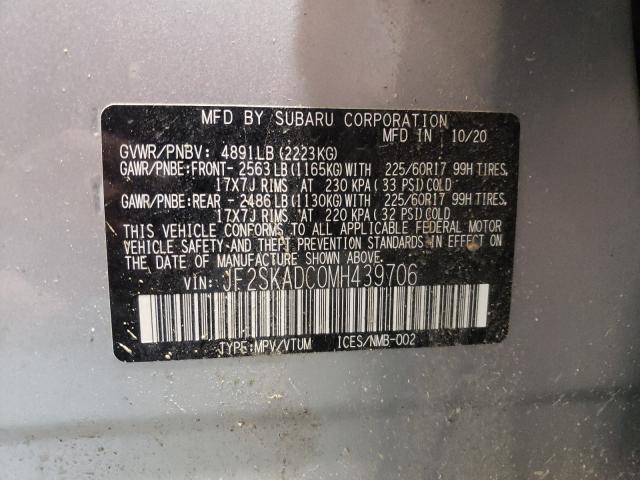 MFD BY SUBARU CORPORATION
MFD IN 10/20
GVWR/PNBV: 4891LB (2223KG)
GAWR/PNBE:FRONT- 2563 LB (1165KG) WITH 225/60R17 99H TIRES,
17X7J RIMS AT 230 KPA (33 PSI) COLD
GAWR/PNBE:REAR - 2486 LB (1130KG) WITH 225/60R17 99H TIRES,
17X7J RIMS AT 220 KPA (32 PSI) COLD
THIS VEHICLE CONFORMS TO ALL APPLICABLE FEDERAL MOTOR
VEHICLE SAFETY AND THEFT PREVENTION STANDARDS IN EFFECT ON
THE DATE OF MANUFACTURE SHOWN ABOVE.
VIN: JF2SKADC0MH439706
TYPE:MPV/VTUM ICES/NMB-002